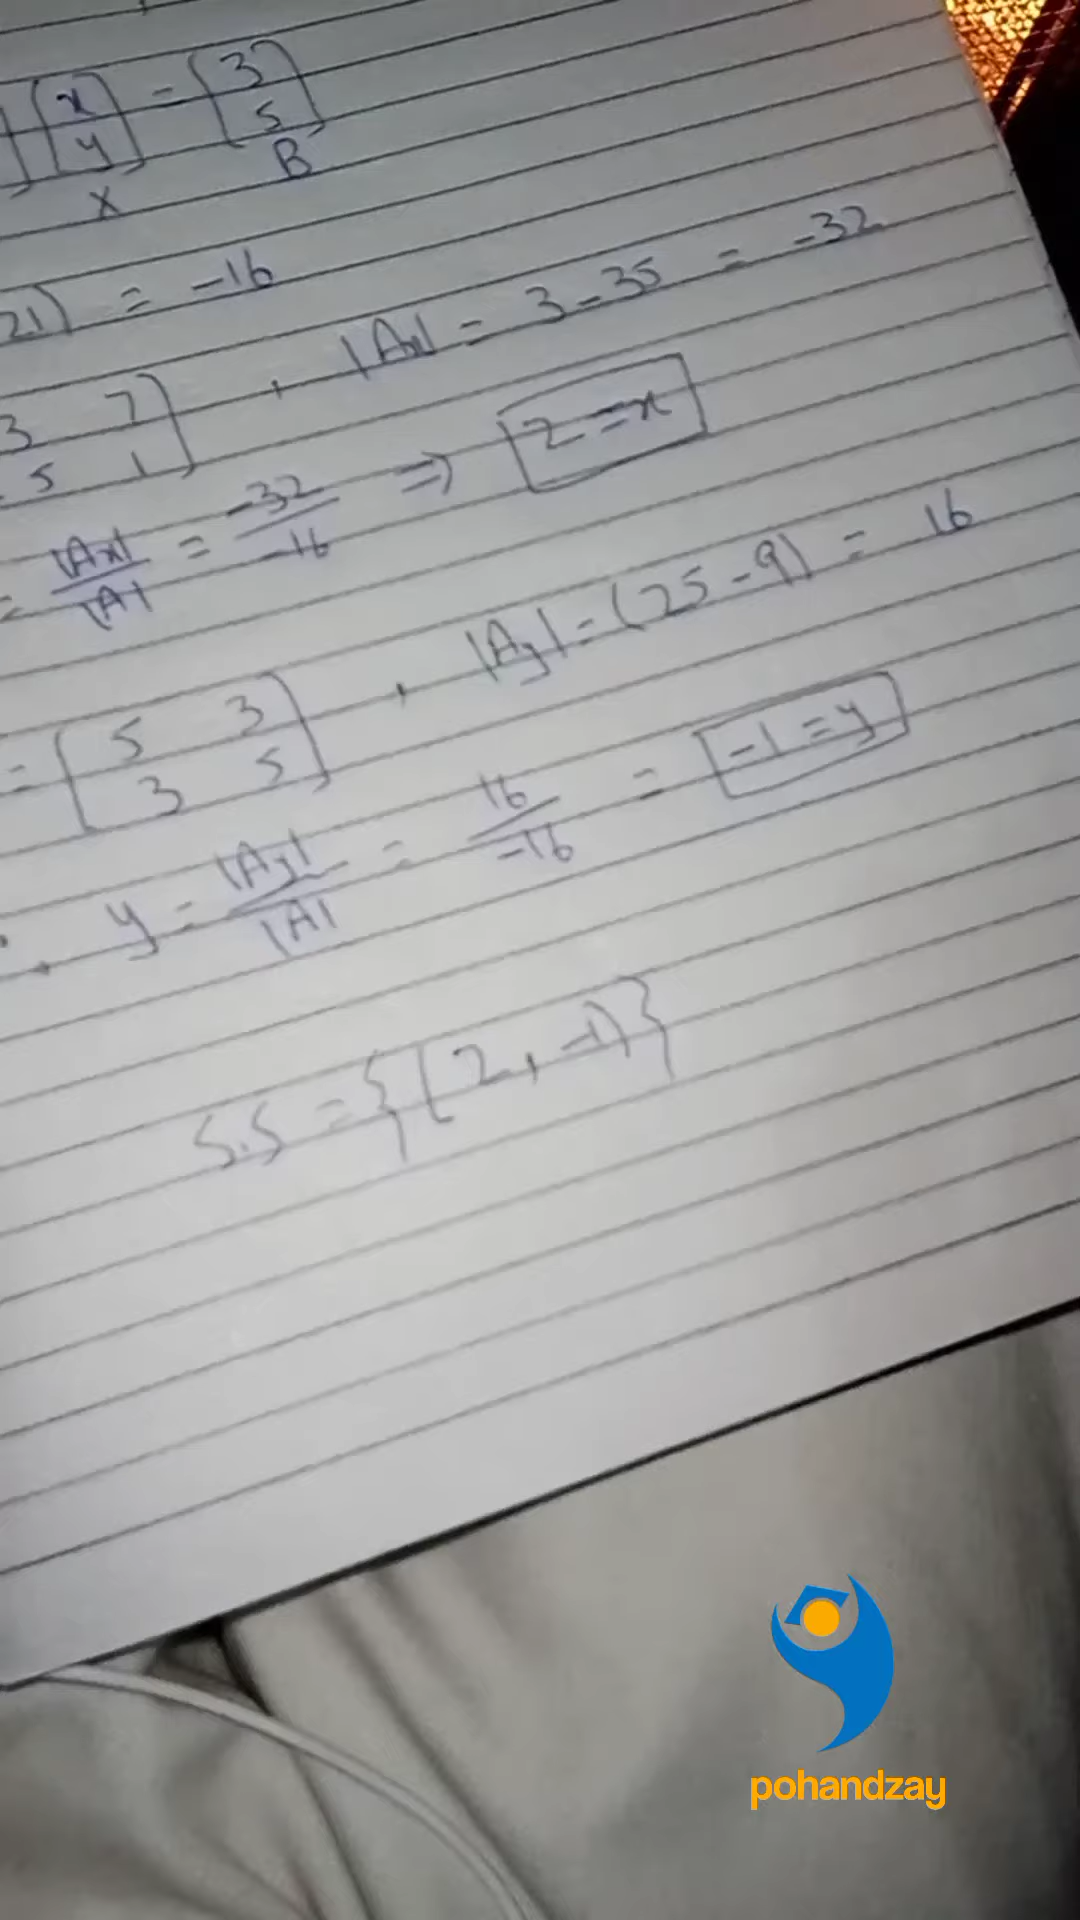 ] [x y] = [3 5]
X B
21) = -16
3 7
5 1 ] , |Ax| = 3 - 35 = -32
= |Ax| / |A| = -32 / -16 => 2 = x
= [5 3
3 5] , |Ay| = (25 - 9) = 16
y = |Ay| / |A| = 16 / -16 = -1 = y
S.S = {(2, -1)}
pohandzay